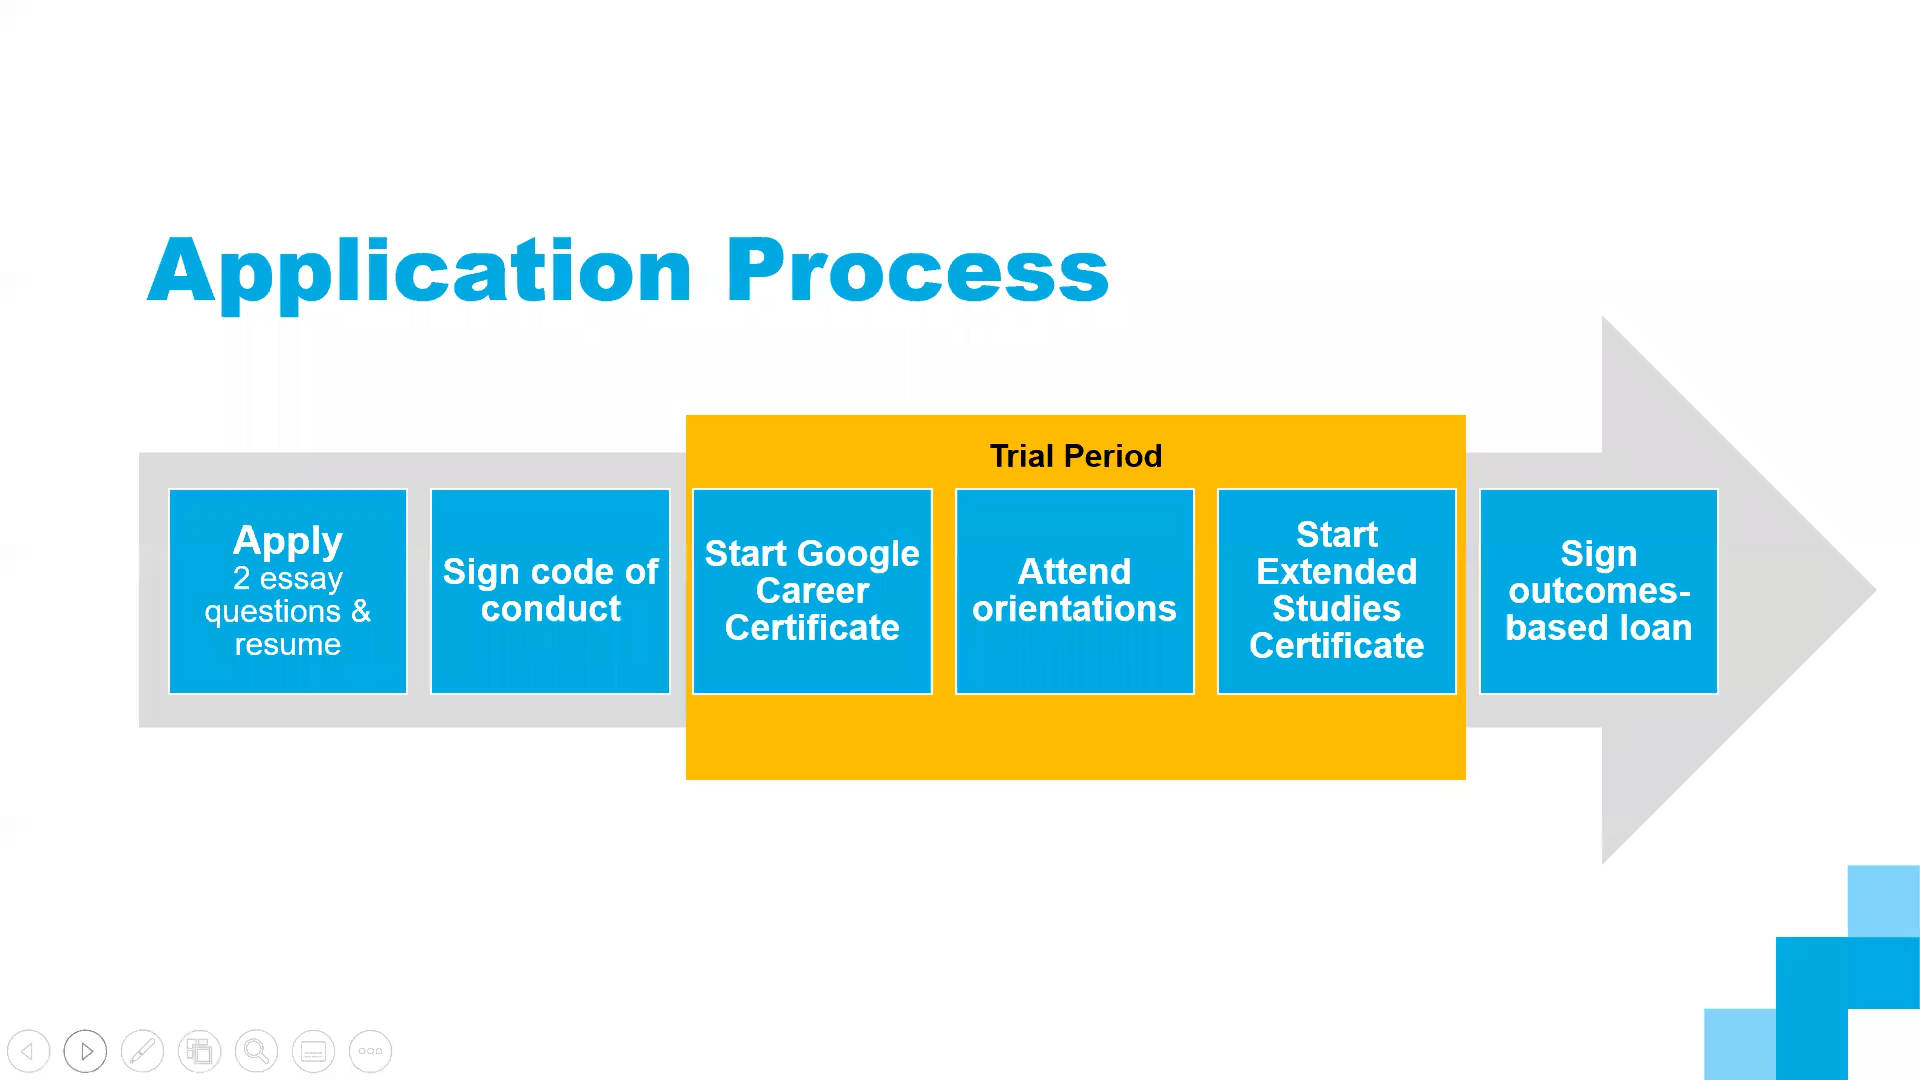 Application Process
Trial Period
Apply
2 essay
questions &
resume
Sign code of
conduct
Start Google
Career
Certificate
Attend
orientations
Start
Extended
Studies
Certificate
Sign
outcomes-
based loan